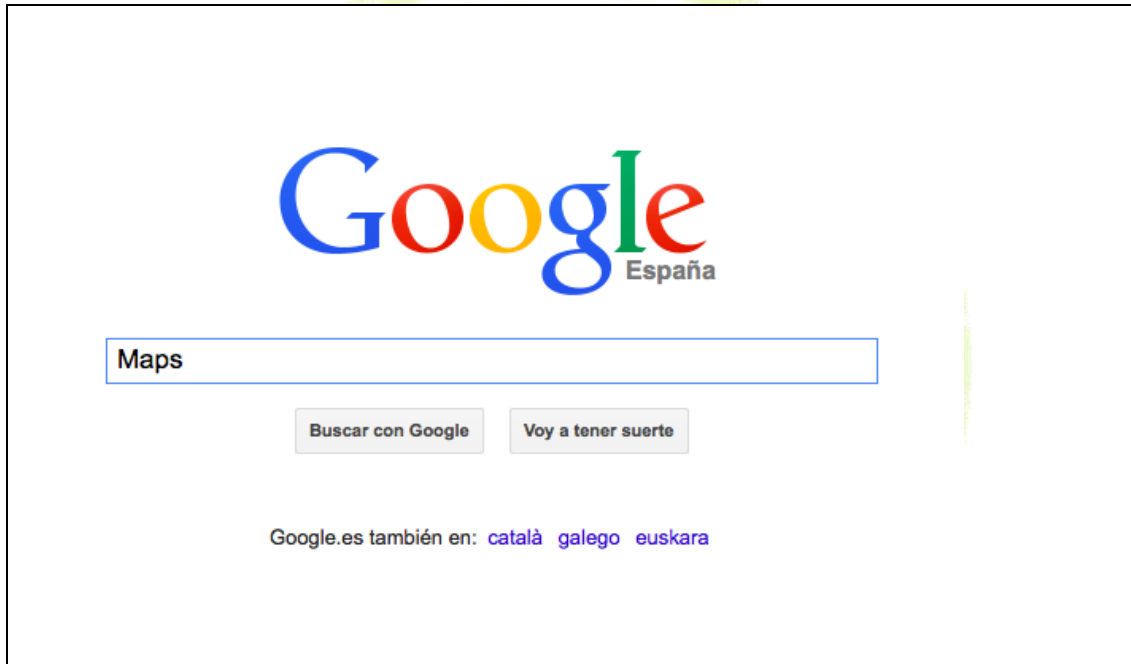 Google
España
Maps
Buscar con Google Voy a tener suerte
Google.es también en: català galego euskara